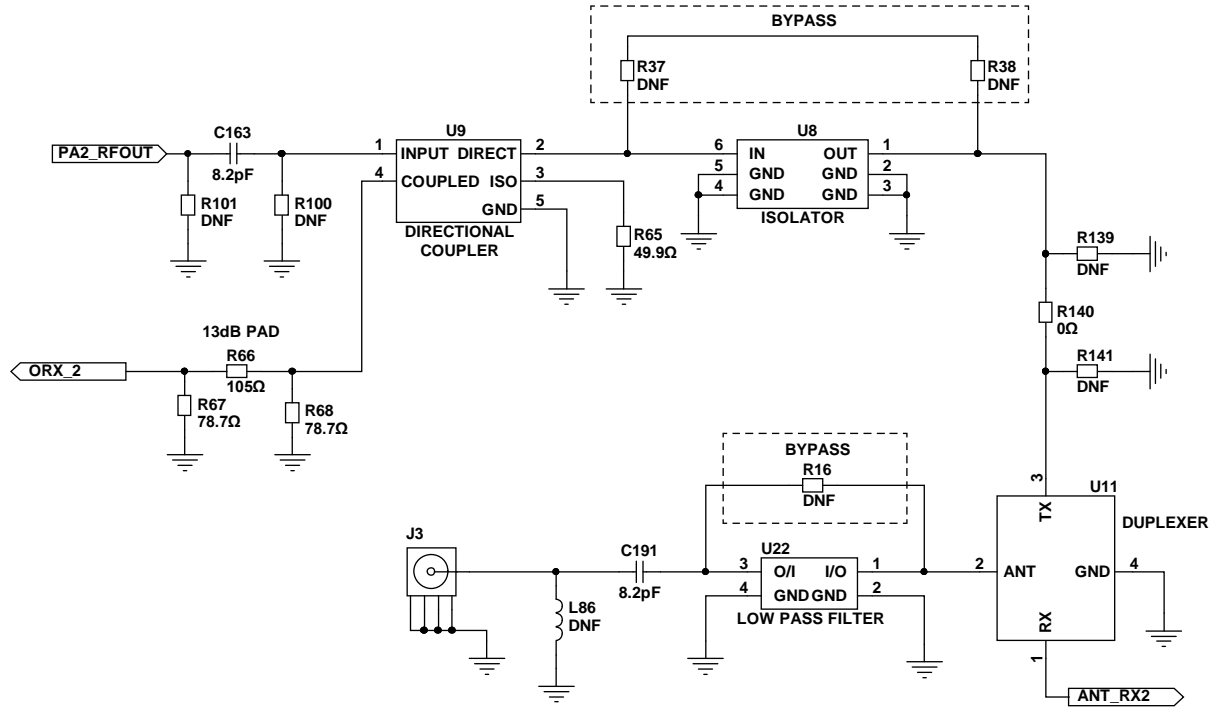 BYPASS
R37
DNF
R38
DNF
PA2_RFOUT
C163
8.2pF
R101
DNF
R100
DNF
U9
1
INPUT
DIRECT
2
4
COUPLED
ISO
3
GND
5
DIRECTIONAL
COUPLER
R65
49.9Ω
U8
6
IN
OUT
1
5
GND
GND
2
4
GND
GND
3
ISOLATOR
R139
DNF
R140
0Ω
R141
DNF
13dB PAD
ORX_2
R66
105Ω
R67
78.7Ω
R68
78.7Ω
BYPASS
R16
DNF
J3
L86
DNF
C191
8.2pF
U22
3
O/I
I/O
1
4
GND
GND
2
LOW PASS FILTER
3
U11
TX
DUPLEXER
2
ANT
GND
4
RX
1
ANT_RX2